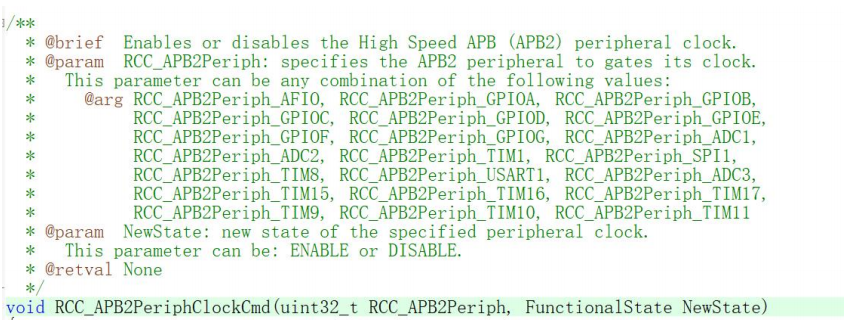 /**
* @brief Enables or disables the High Speed APB (APB2) peripheral clock.
* @param RCC_APB2Periph: specifies the APB2 peripheral to gates its clock.
* This parameter can be any combination of the following values:
* @arg RCC_APB2Periph_AFIO, RCC_APB2Periph_GPIOA, RCC_APB2Periph_GPIOB,
* RCC_APB2Periph_GPIOC, RCC_APB2Periph_GPIOD, RCC_APB2Periph_GPIOE,
* RCC_APB2Periph_GPIOF, RCC_APB2Periph_GPIOG, RCC_APB2Periph_ADC1,
* RCC_APB2Periph_ADC2, RCC_APB2Periph_TIM1, RCC_APB2Periph_SPI1,
* RCC_APB2Periph_TIM8, RCC_APB2Periph_USART1, RCC_APB2Periph_ADC3,
* RCC_APB2Periph_TIM15, RCC_APB2Periph_TIM16, RCC_APB2Periph_TIM17,
* RCC_APB2Periph_TIM9, RCC_APB2Periph_TIM10, RCC_APB2Periph_TIM11
* @param NewState: new state of the specified peripheral clock.
* This parameter can be: ENABLE or DISABLE.
* @retval None
*/
void RCC_APB2PeriphClockCmd(uint32_t RCC_APB2Periph, FunctionalState NewState)